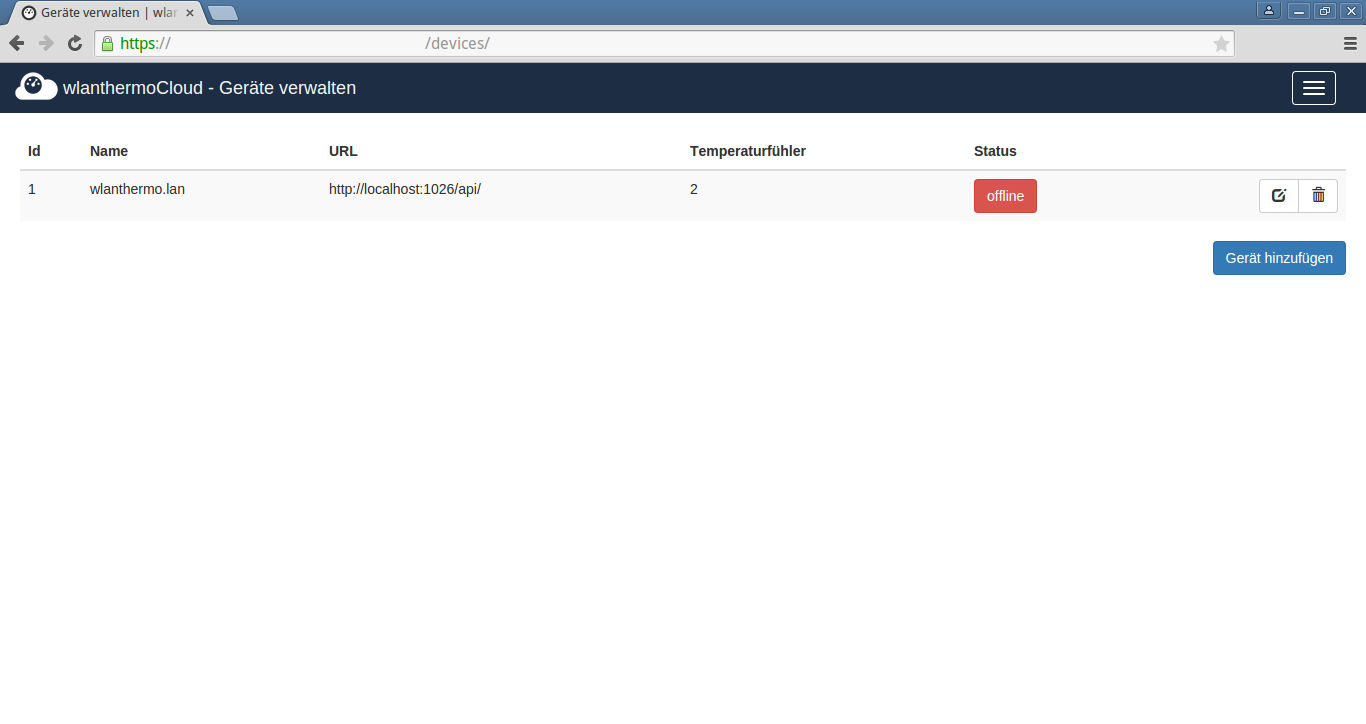 Geräte verwalten | wlan
https:// /devices/
wlanthermoCloud - Geräte verwalten
Id Name URL Temperaturfühler Status
1 wlanthermo.lan http://localhost:1026/api/ 2 offline
Gerät hinzufügen